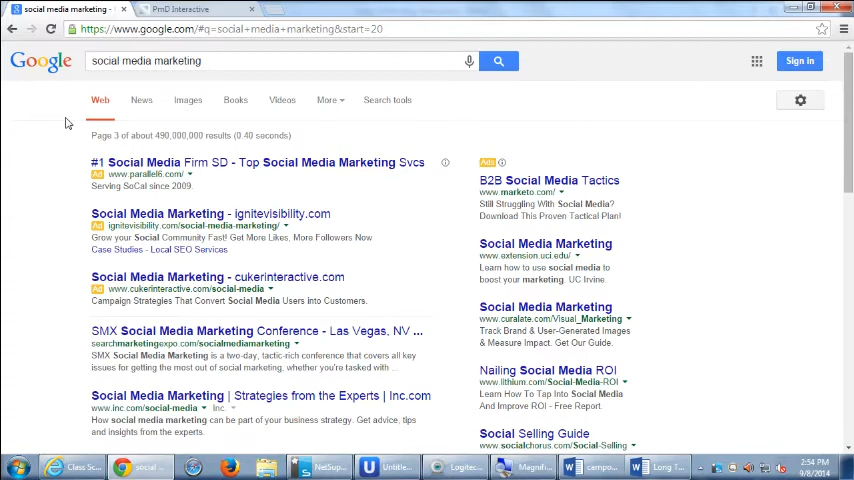 social media marketing -
PmD Interactive
https://www.google.com/#q=social+media+marketing&start=20
Google
social media marketing
Sign in
Web
News
Images
Books
Videos
More
Search tools
Page 3 of about 490,000,000 results (0.40 seconds)
#1 Social Media Firm SD - Top Social Media Marketing Svcs
Ad www.parallel6.com/
Serving SoCal since 2009.
Social Media Marketing - ignitevisibility.com
Ad ignitevisibility.com/social-media-marketing/
Grow your Social Community Fast! Get More Likes, More Followers Now
Case Studies - Local SEO Services
Social Media Marketing - cukerinteractive.com
Ad www.cukerinteractive.com/social-media
Campaign Strategies That Convert Social Media Users into Customers.
SMX Social Media Marketing Conference - Las Vegas, NV ...
searchmarketingexpo.com/socialmediamarketing
SMX Social Media Marketing is a two-day, tactic-rich conference that covers all key
issues for getting the most out of social marketing, whether you're tasked with ...
Social Media Marketing | Strategies from the Experts | Inc.com
www.inc.com/social-media Inc.
How social media marketing can be part of your business strategy. Get advice, tips
and insights from the experts.
Ads
B2B Social Media Tactics
www.marketo.com/
Still Struggling With Social Media?
Download This Proven Tactical Plan!
Social Media Marketing
www.extension.uci.edu/
Learn how to use social media to
boost your marketing. UC Irvine.
Social Media Marketing
www.curalate.com/Visual_Marketing
Track Brand & User-Generated Images
& Measure Impact. Get Our Guide.
Nailing Social Media ROI
www.lithium.com/Social-Media-ROI
Learn How To Tap Into Social Media
And Improve ROI - Free Report.
Social Selling Guide
www.socialchorus.com/Social-Selling
Class Sc...
social ...
NetSup...
Untitle...
Logitec...
Magnifi...
campo...
Long T...
2:54 PM
9/8/2014